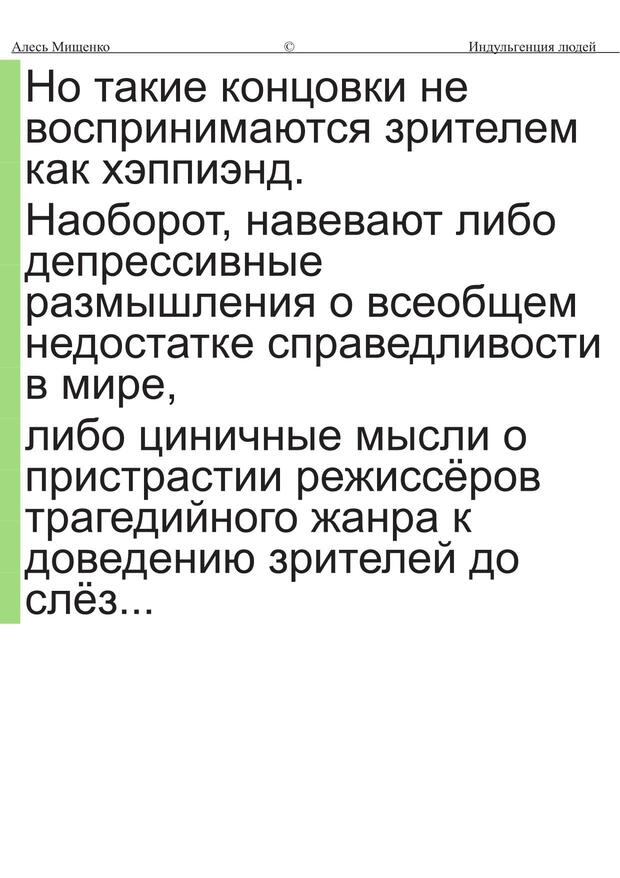 Алесь Мищенко © Индульгенция людей
Но такие концовки не
воспринимаются зрителем
как хэппиэнд.
Наоборот, навевают либо
депрессивные
размышления о всеобщем
недостатке справедливости
в мире,
либо циничные мысли о
пристрастии режиссёров
трагедийного жанра к
доведению зрителей до
слёз...